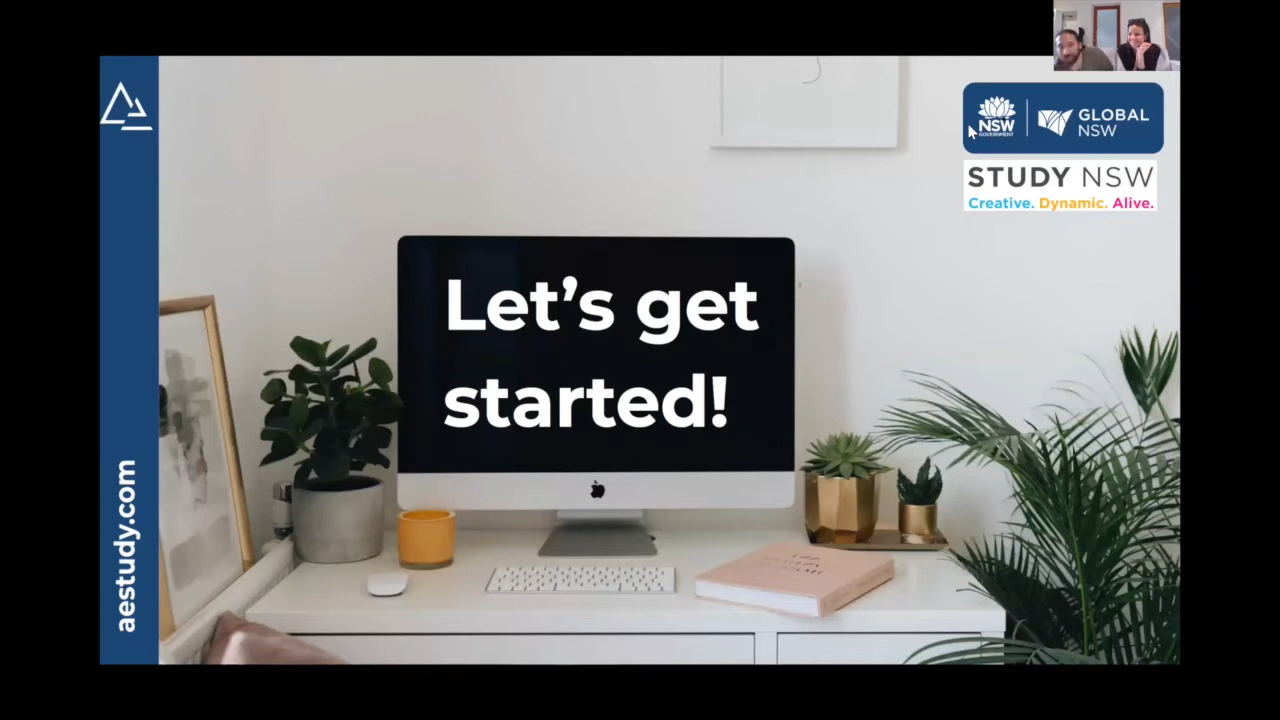 NSW
GOVERNMENT
GLOBAL
NSW
STUDY NSW
Creative. Dynamic. Alive.
Let's get
started!
aestudy.com